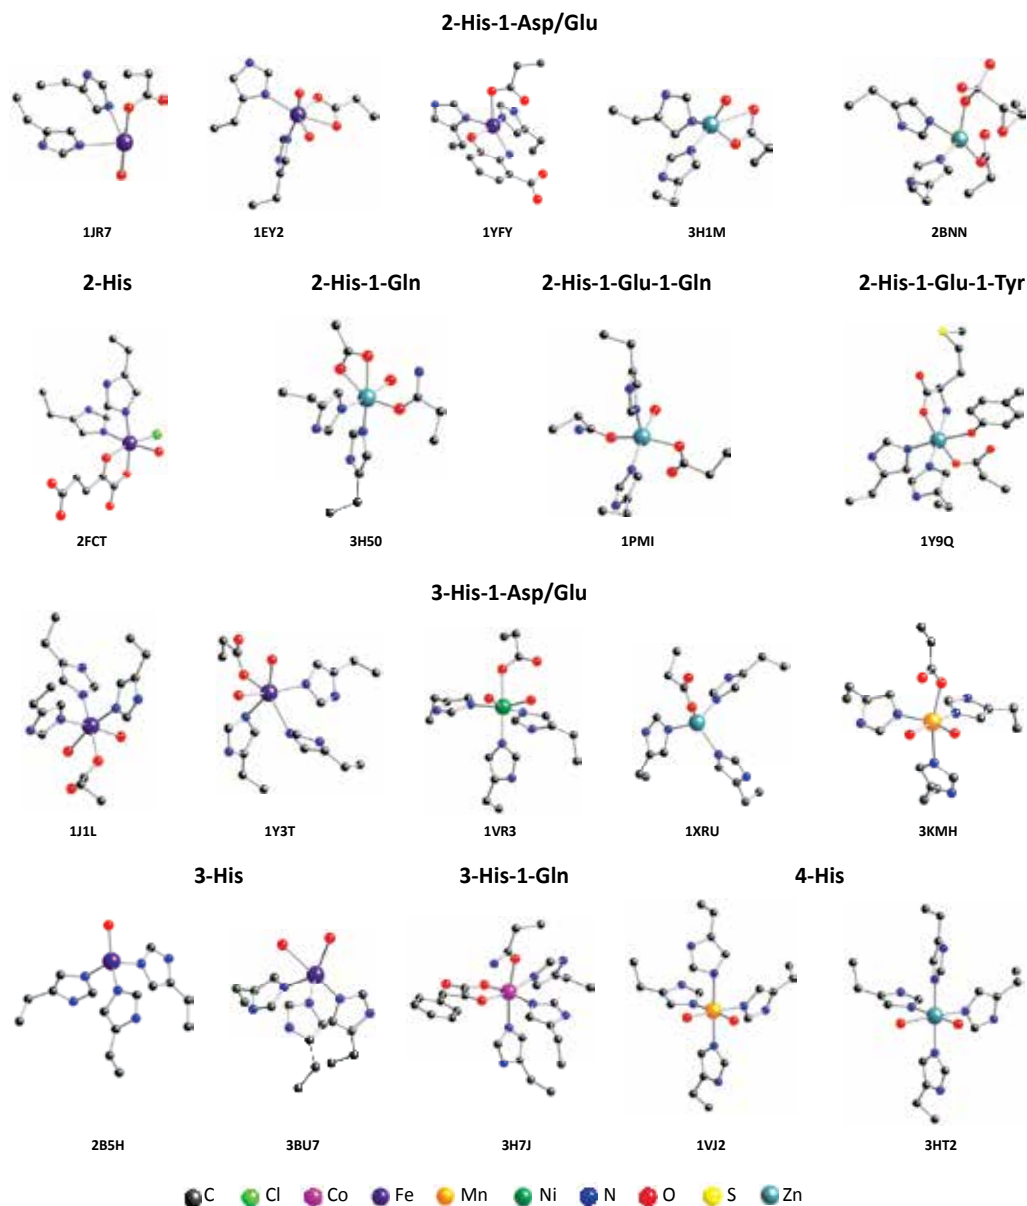 2-His-1-Asp/Glu
1JR7 1EY2 1YFY 3H1M 2BNN
2-His 2-His-1-Gln 2-His-1-Glu-1-Gln 2-His-1-Glu-1-Tyr
2FCT 3H50 1PMI 1Y9Q
3-His-1-Asp/Glu
1J1L 1Y3T 1VR3 1XRU 3KMH
3-His 3-His-1-Gln 4-His
2B5H 3BU7 3H7J 1VJ2 3HT2
C Cl Co Fe Mn Ni N O S Zn